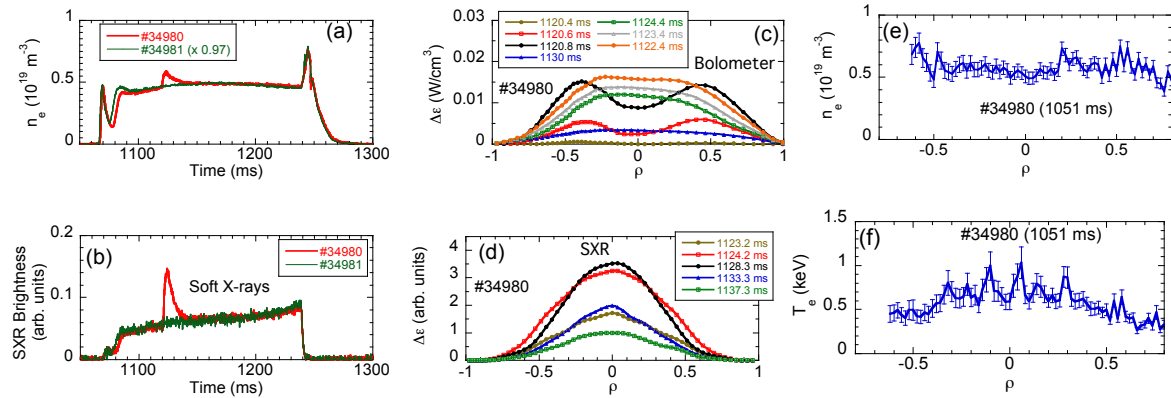 #34980
#34981 (x 0.97)
(a)
n_e (10^19 m^-3)
1
0.5
0
1100
1200
1300
Time (ms)
1120.4 ms
1120.6 ms
1120.8 ms
1130 ms
1124.4 ms
1123.4 ms
1122.4 ms
(c)
Bolometer
#34980
Δε (W/cm^3)
0.03
0.02
0.01
0
-1
-0.5
0
0.5
1
ρ
(e)
n_e (10^19 m^-3)
1
0.5
0
#34980 (1051 ms)
-0.5
0
0.5
ρ
(b)
#34980
#34981
Soft X-rays
SXR Brightness
(arb. units)
0.2
0.1
0
1100
1200
1300
Time (ms)
(d)
SXR
#34980
1123.2 ms
1124.2 ms
1128.3 ms
1133.3 ms
1137.3 ms
Δε (arb. units)
4
3
2
1
0
-1
-0.5
0
0.5
1
ρ
(f)
#34980 (1051 ms)
T_e (keV)
1.5
1
0.5
0
-0.5
0
0.5
ρ